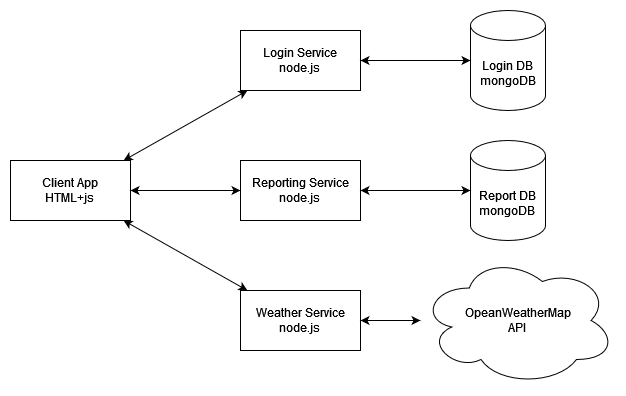 Login Service
node.js
Login DB
mongoDB
Client App
HTML+js
Reporting Service
node.js
Report DB
mongoDB
Weather Service
node.js
OpeanWeatherMap
API